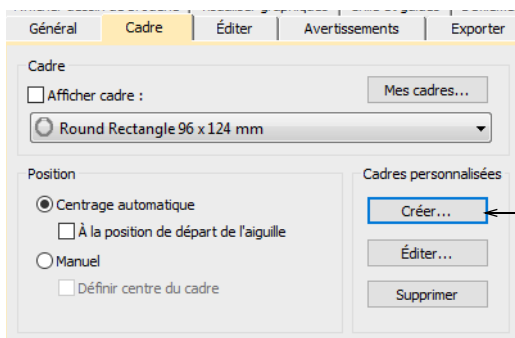 Général Cadre Éditer Avertissements Exporter
Cadre
Afficher cadre :
Mes cadres...
Round Rectangle 96 x 124 mm
Position
Cadres personnalisées
Centrage automatique
Créer...
À la position de départ de l'aiguille
Manuel
Éditer...
Définir centre du cadre
Supprimer